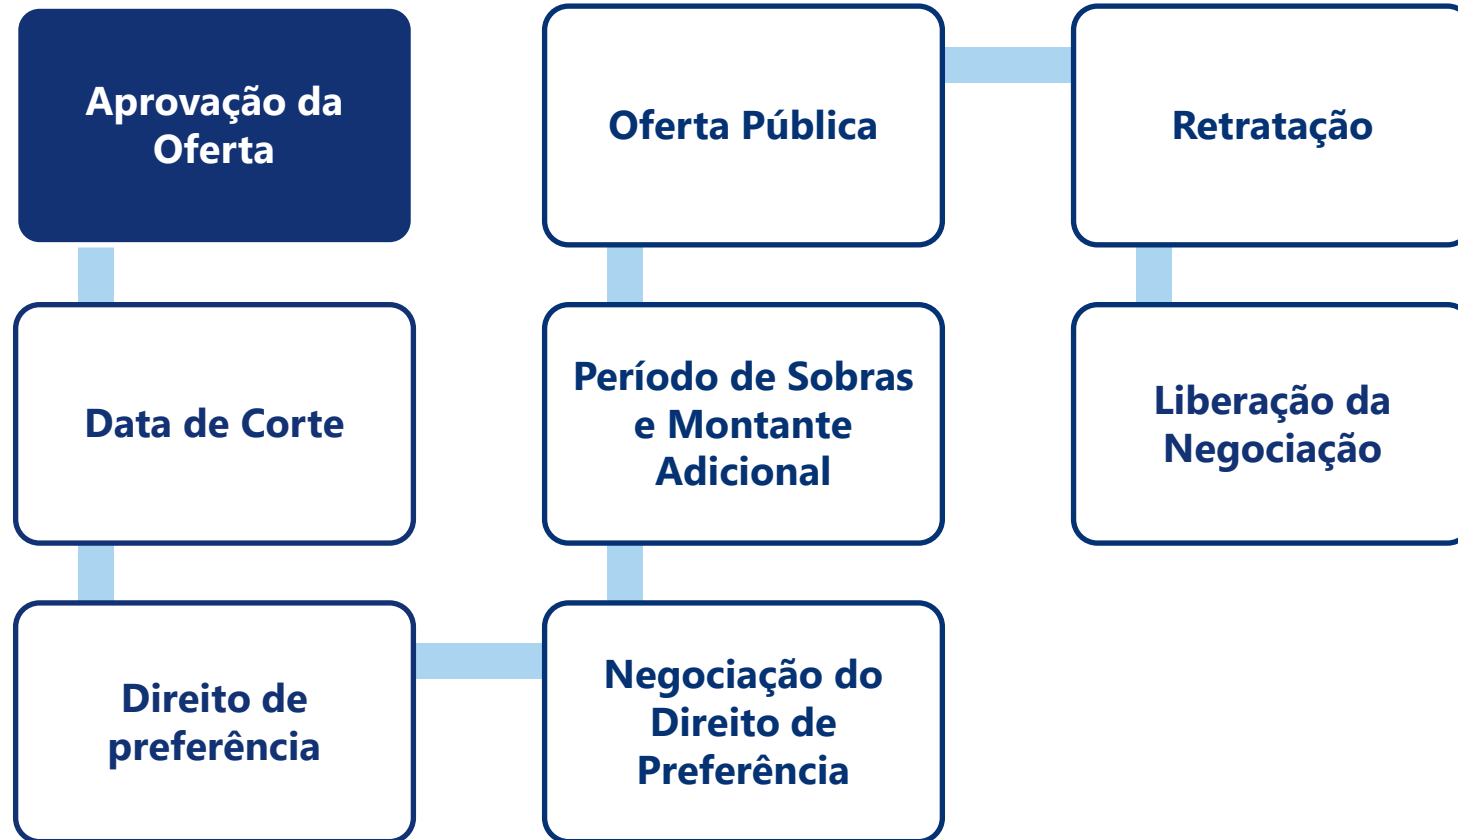 Aprovação da
Oferta
Data de Corte
Direito de
preferência
Negociação do
Direito de
Preferência
Período de Sobras
e Montante
Adicional
Oferta Pública
Retratação
Liberação da
Negociação